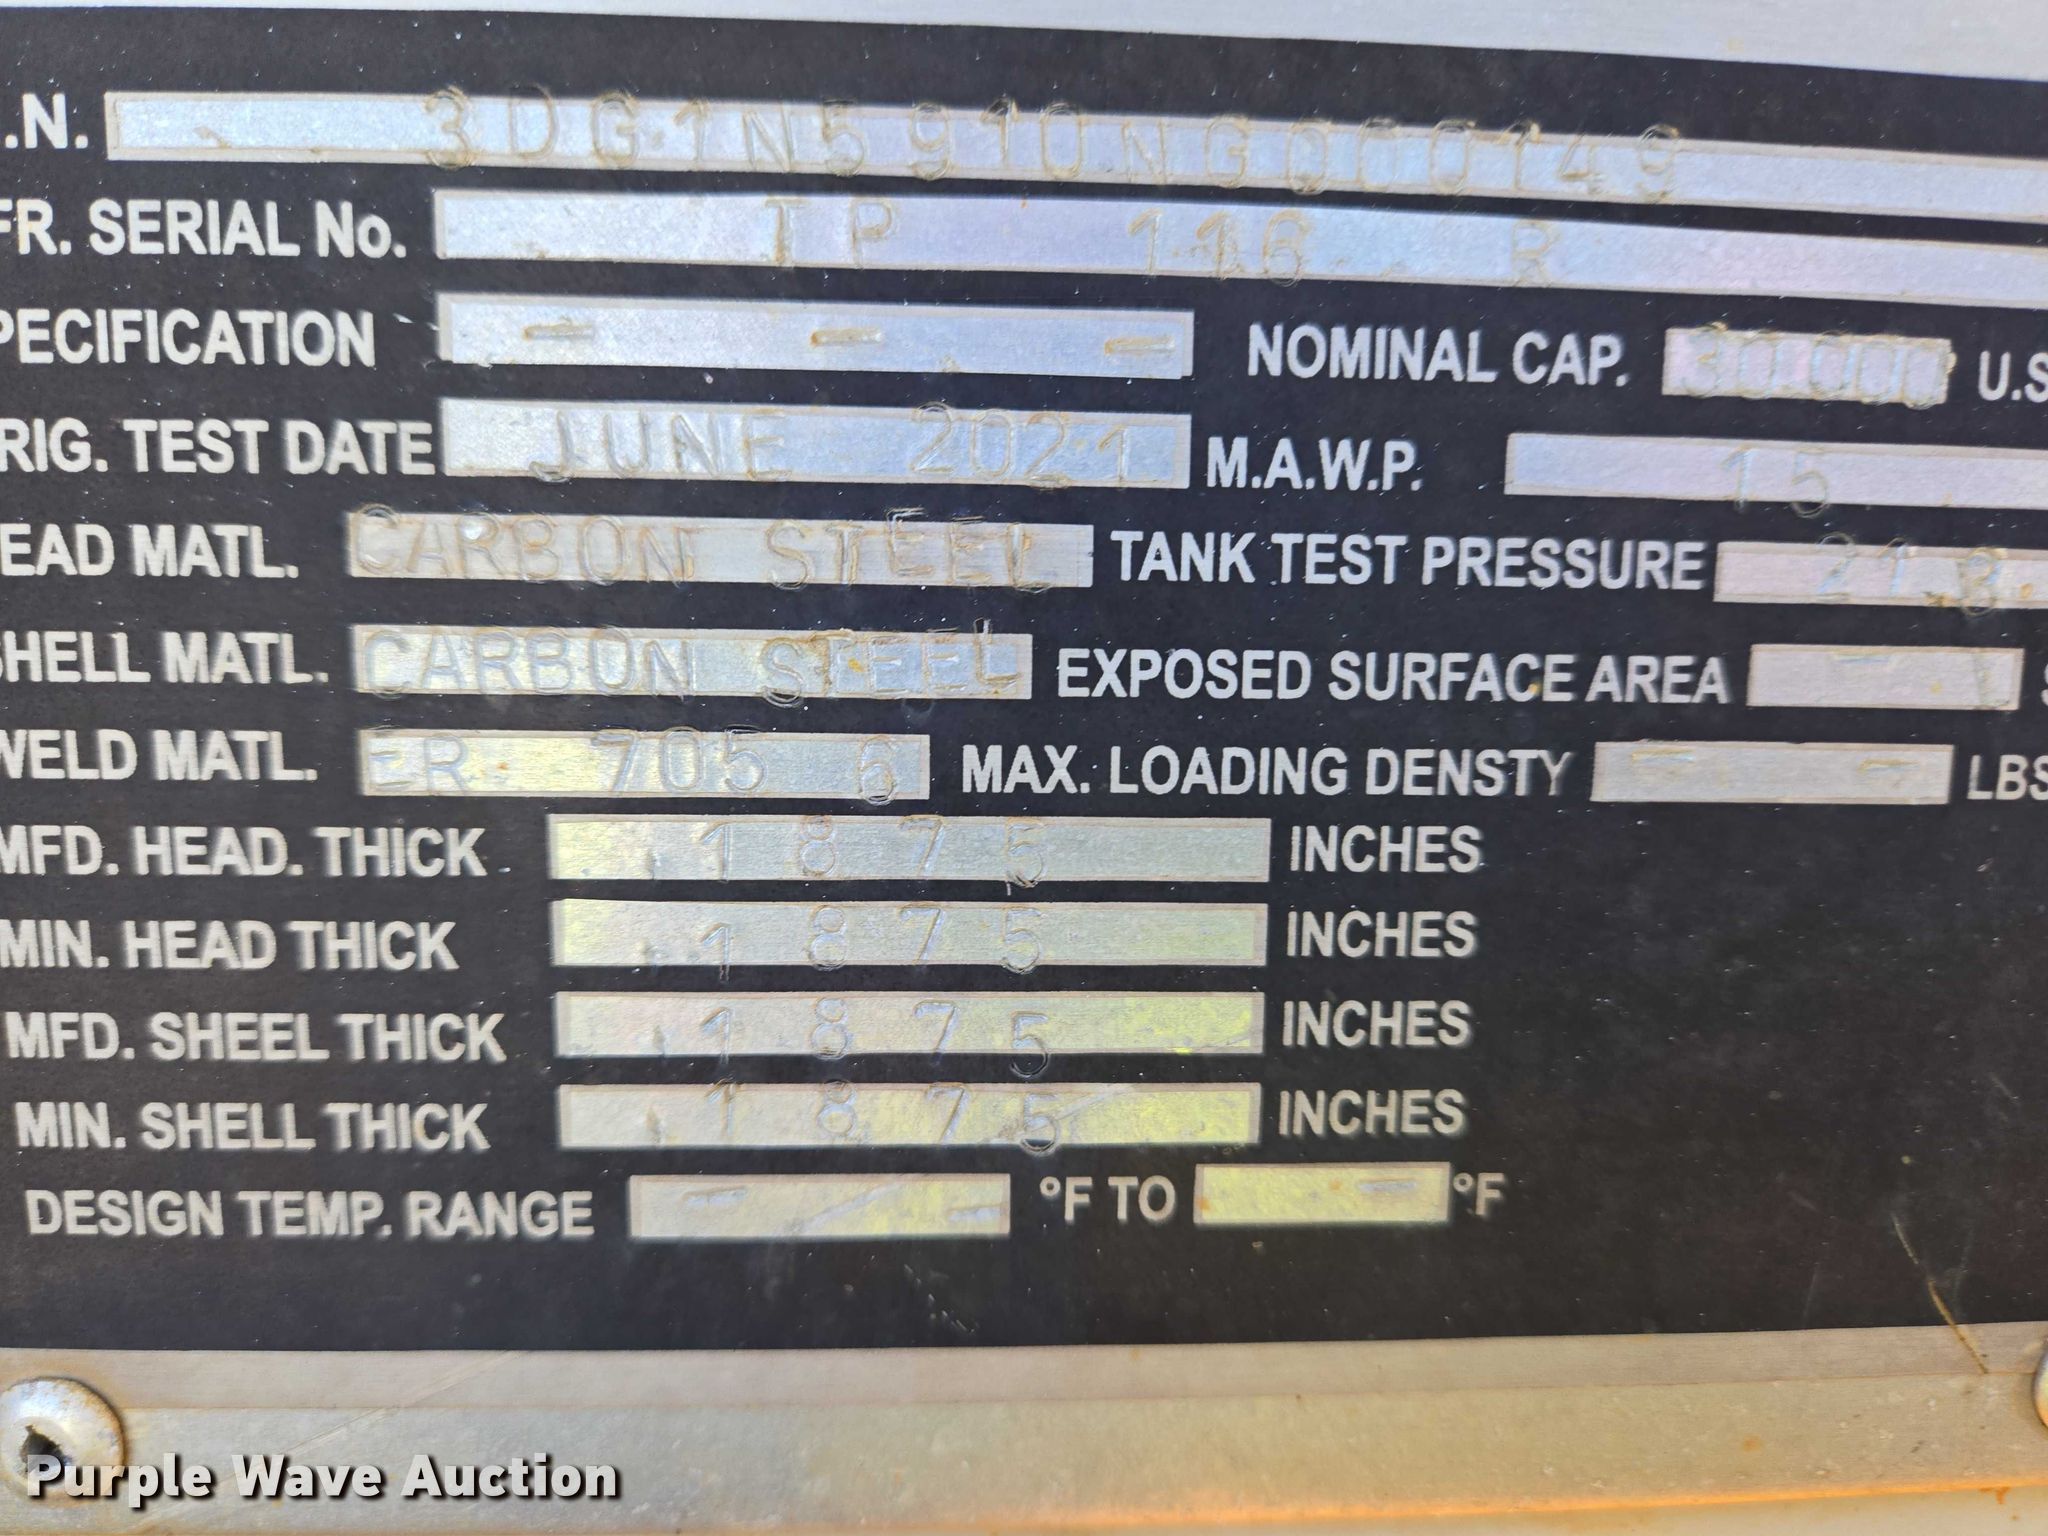 .N. 3DG1N5910NG000149
FR. SERIAL No. TP 116 R
PECIFICATION - - - NOMINAL CAP. 30,000 U.S
RIG. TEST DATE JUNE 2021 M.A.W.P. 15
EAD MATL. CARBON STEEL TANK TEST PRESSURE
SHELL MATL. CARBON STEEL EXPOSED SURFACE AREA - -
WELD MATL. ER 705 6 MAX. LOADING DENSTY - - LBS
MFD. HEAD. THICK .1875 INCHES
MIN. HEAD THICK .1875 INCHES
MFD. SHEEL THICK .1875 INCHES
MIN. SHELL THICK .1875 INCHES
DESIGN TEMP. RANGE - - °F TO - °F
Purple Wave Auction